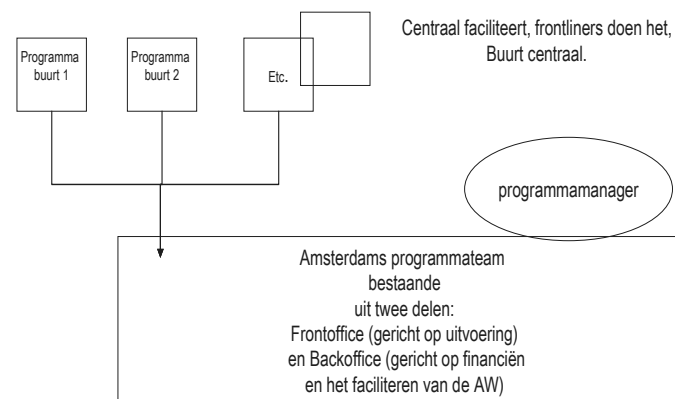 Centraal faciliteert, frontliners doen het,
Buurt centraal.
Programma
buurt 1
Programma
buurt 2
Etc.
programmamanager
Amsterdams programmateam
bestaande
uit twee delen:
Frontoffice (gericht op uitvoering)
en Backoffice (gericht op financiën
en het faciliteren van de AW)